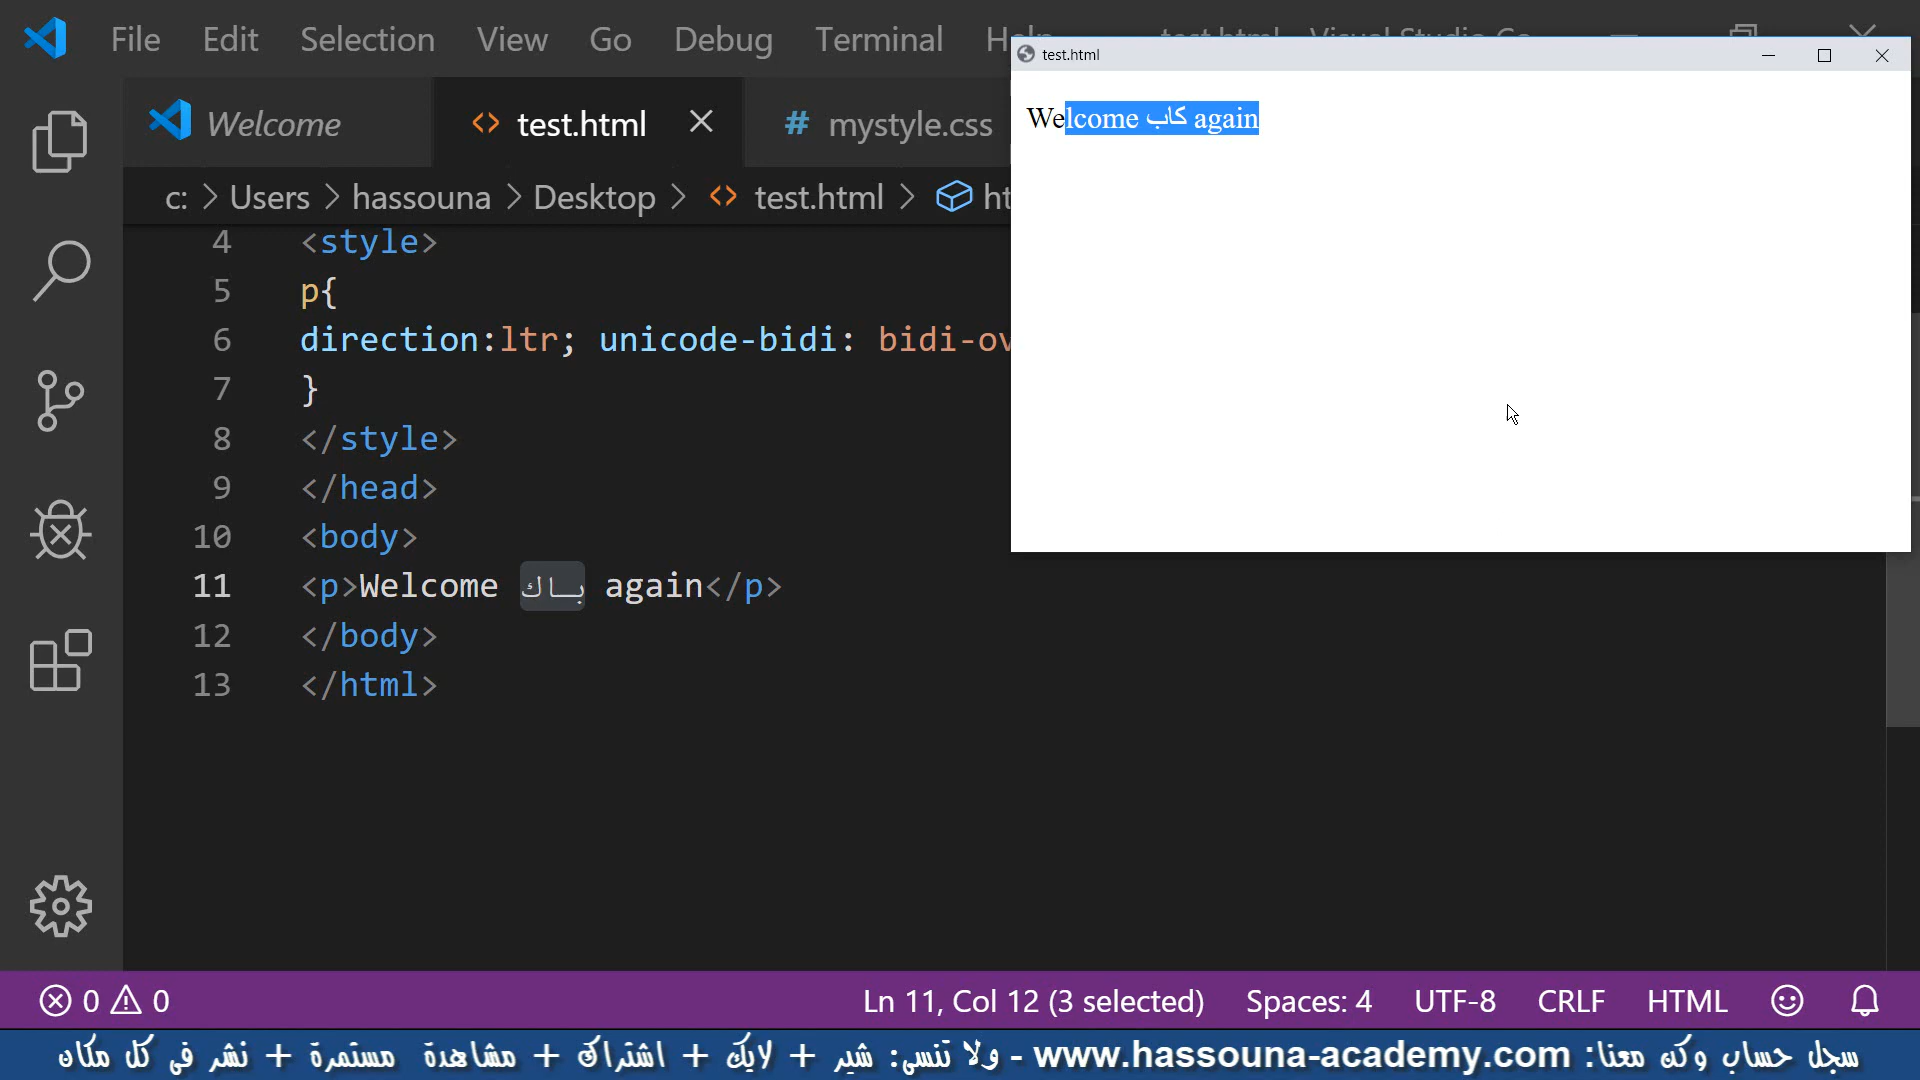 File Edit Selection View Go Debug Terminal
test.html
Welcome test.html mystyle.css
Welcome كاب again
c: > Users > hassouna > Desktop > test.html >
4 <style>
5 p{
6 direction:ltr; unicode-bidi: bidi-ov
7 }
8 </style>
9 </head>
10 <body>
11 <p>Welcome باك again</p>
12 </body>
13 </html>
0 0 Ln 11, Col 12 (3 selected) Spaces: 4 UTF-8 CRLF HTML
سجل حساب وكن معنا: www.hassouna-academy.com - ولا تنسى: شير + لايك + اشتراك + مشاهدة مستمرة + نشر فى كل مكان